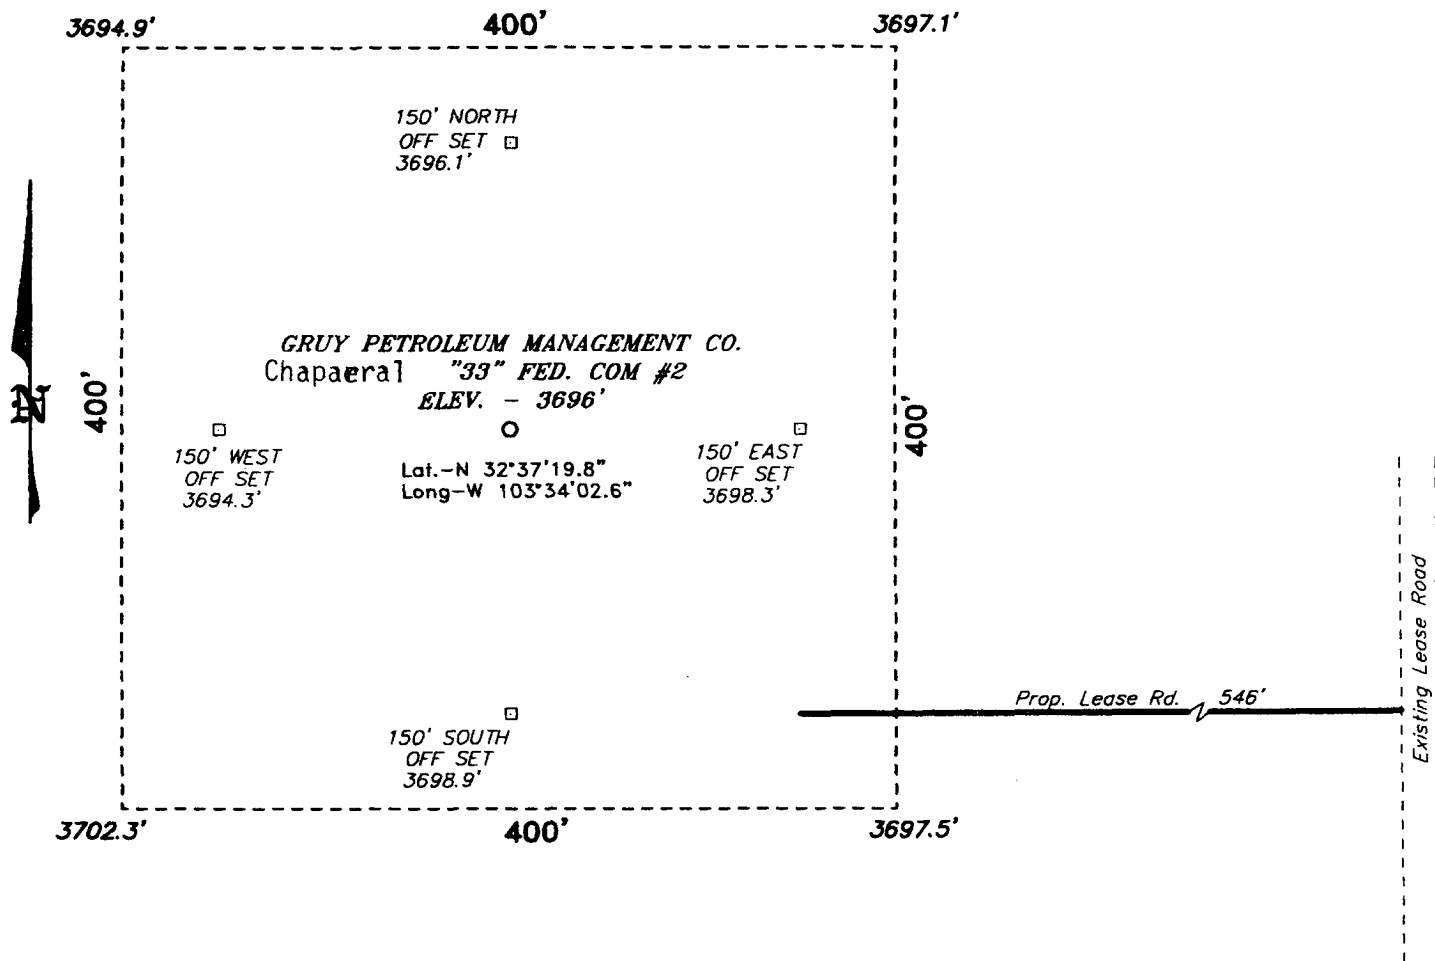 3694.9' 400' 3697.1'
150' NORTH
OFF SET
3696.1'
GRUY PETROLEUM MANAGEMENT CO.
Chapaeral "33" FED. COM #2
ELEV. - 3696'
N
400'
400'
150' WEST
OFF SET
3694.3'
Lat.-N 32°37'19.8"
Long-W 103°34'02.6"
150' EAST
OFF SET
3698.3'
Existing Lease Road
Prop. Lease Rd. 546'
150' SOUTH
OFF SET
3698.9'
3702.3' 400' 3697.5'